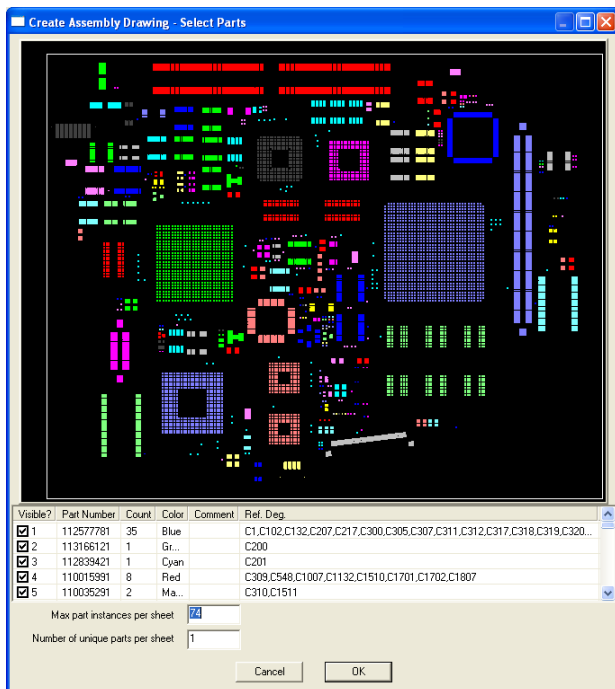 Create Assembly Drawing - Select Parts
Visible? Part Number Count Color Comment Ref. Deg.
1 112577781 35 Blue C1,C102,C132,C207,C217,C300,C305,C307,C311,C312,C317,C318,C319,C320...
2 113166121 1 Gr... C200
3 112839421 1 Cyan C201
4 110015991 8 Red C309,C548,C1007,C1132,C1510,C1701,C1702,C1807
5 110035291 2 Ma... C310,C1511
Max part instances per sheet 74
Number of unique parts per sheet 1
Cancel OK